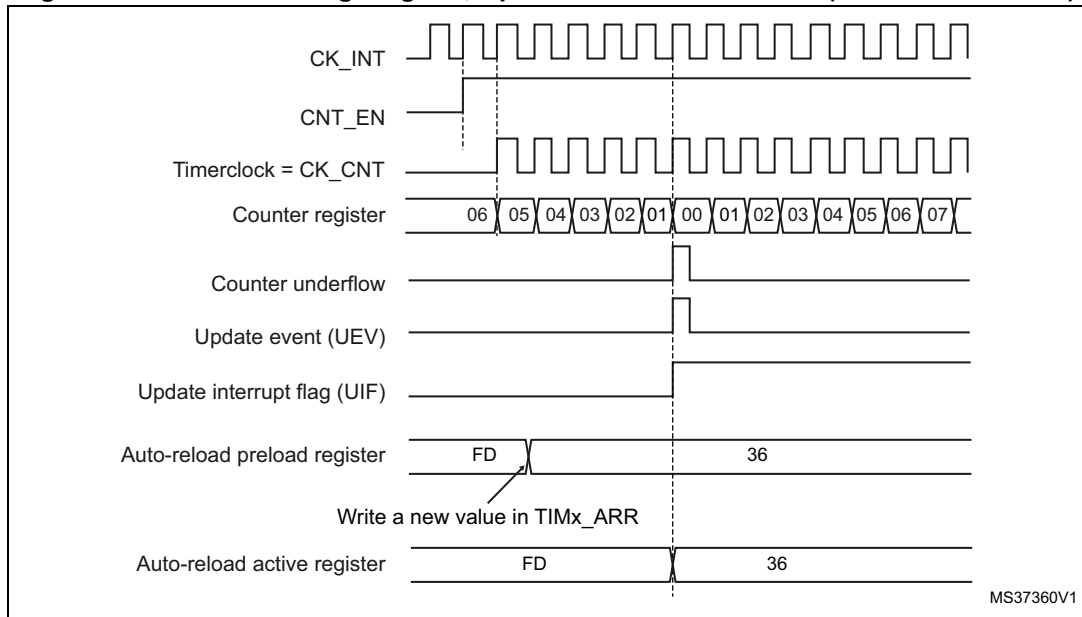 CK_INT
CNT_EN
Timerclock = CK_CNT
Counter register 06 05 04 03 02 01 00 01 02 03 04 05 06 07
Counter underflow
Update event (UEV)
Update interrupt flag (UIF)
Auto-reload preload register FD 36
Write a new value in TIMx_ARR
Auto-reload active register FD 36
MS37360V1